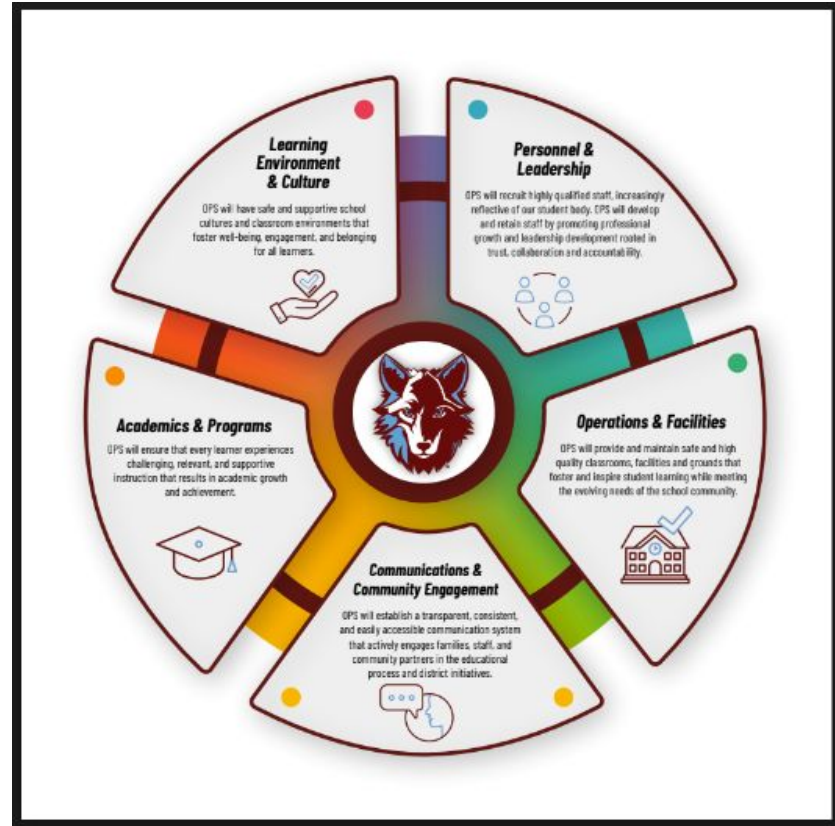 Learning
Environment
& Culture
OPS will have safe and supportive school
cultures and classroom environments that
foster well-being, engagement, and belonging
for all learners.
Personnel &
Leadership
OPS will recruit highly qualified staff, increasingly
reflective of our student body. OPS will develop
and retain staff by promoting professional
growth and leadership development rooted in
trust, collaboration and accountability.
Academics & Programs
OPS will ensure that every learner experiences
challenging, relevant, and supportive
instruction that results in academic growth
and achievement.
Operations & Facilities
OPS will provide and maintain safe and high
quality classrooms, facilities and grounds that
foster and inspire student learning while meeting
the evolving needs of the school community.
Communications &
Community Engagement
OPS will establish a transparent, consistent,
and easily accessible communication system
that actively engages families, staff, and
community partners in the educational
process and district initiatives.